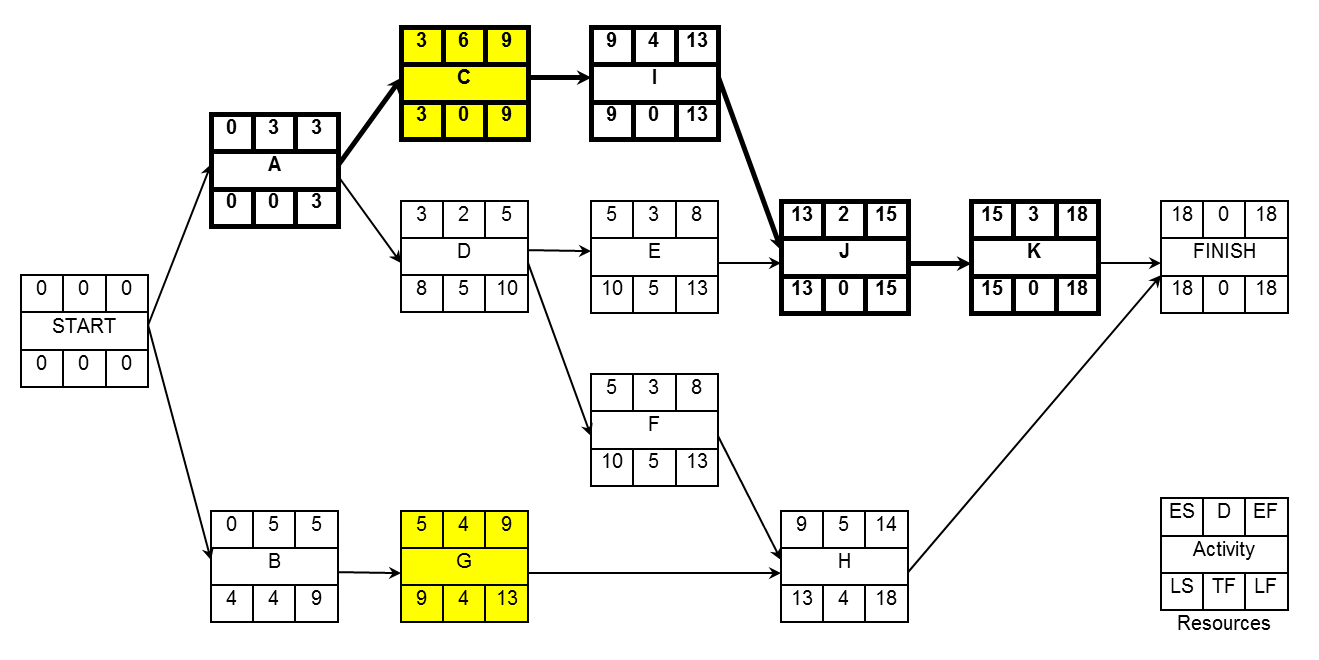 3 6 9
C
3 0 9
9 4 13
I
9 0 13
0 3 3
A
0 0 3
3 2 5
D
8 5 10
5 3 8
E
10 5 13
13 2 15
J
13 0 15
15 3 18
K
15 0 18
18 0 18
FINISH
18 0 18
0 0 0
START
0 0 0
5 3 8
F
10 5 13
0 5 5
B
4 4 9
5 4 9
G
9 4 13
9 5 14
H
13 4 18
ES D EF
Activity
LS TF LF
Resources